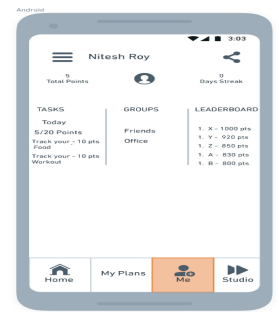 Android
3:03
Nitesh Roy
5
Total Points
0
Days Streak
TASKS
Today
5/20 Points
Track your - 10 pts
Food
Track your - 10 pts
Workout
GROUPS
Friends
Office
LEADERBOARD
1. X - 1000 pts
1. Y - 920 pts
1. Z - 850 pts
1. A - 830 pts
1. B - 800 pts
Home
My Plans
Me
Studio